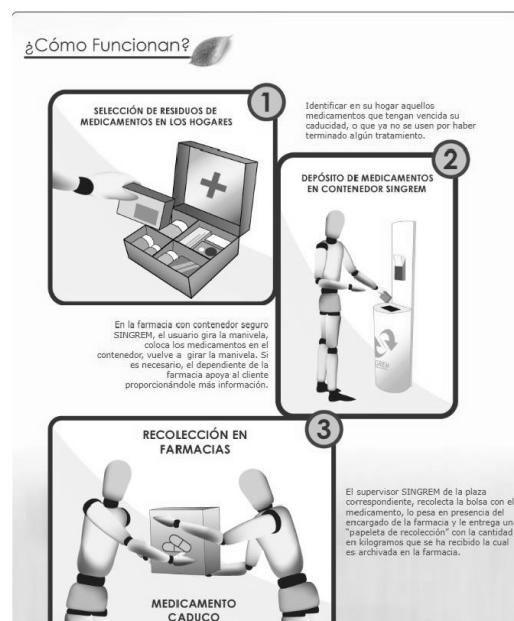 ¿Cómo Funcionan?
1
SELECCIÓN DE RESIDUOS DE
MEDICAMENTOS EN LOS HOGARES
Identificar en su hogar aquellos
medicamentos que tengan vencida su
caducidad, o que ya no se usen por haber
terminado algún tratamiento.
2
DEPÓSITO DE MEDICAMENTOS
EN CONTENEDOR SINGREM
En la farmacia con contenedor seguro
SINGREM, el usuario gira la manivela,
coloca los medicamentos en el
contenedor, vuelve a girar la manivela. Si
es necesario, el dependiente de la
farmacia apoya al cliente
proporcionándole más información.
3
RECOLECCIÓN EN
FARMACIAS
El supervisor SINGREM de la plaza
correspondiente, recolecta la bolsa con el
medicamento, lo pesa en presencia del
encargado de la farmacia y le entrega un
"papeleta de recolección" con la cantidad
en kilogramos que se ha recibido la cual
es archivada en la farmacia.
MEDICAMENTO
CADUCO